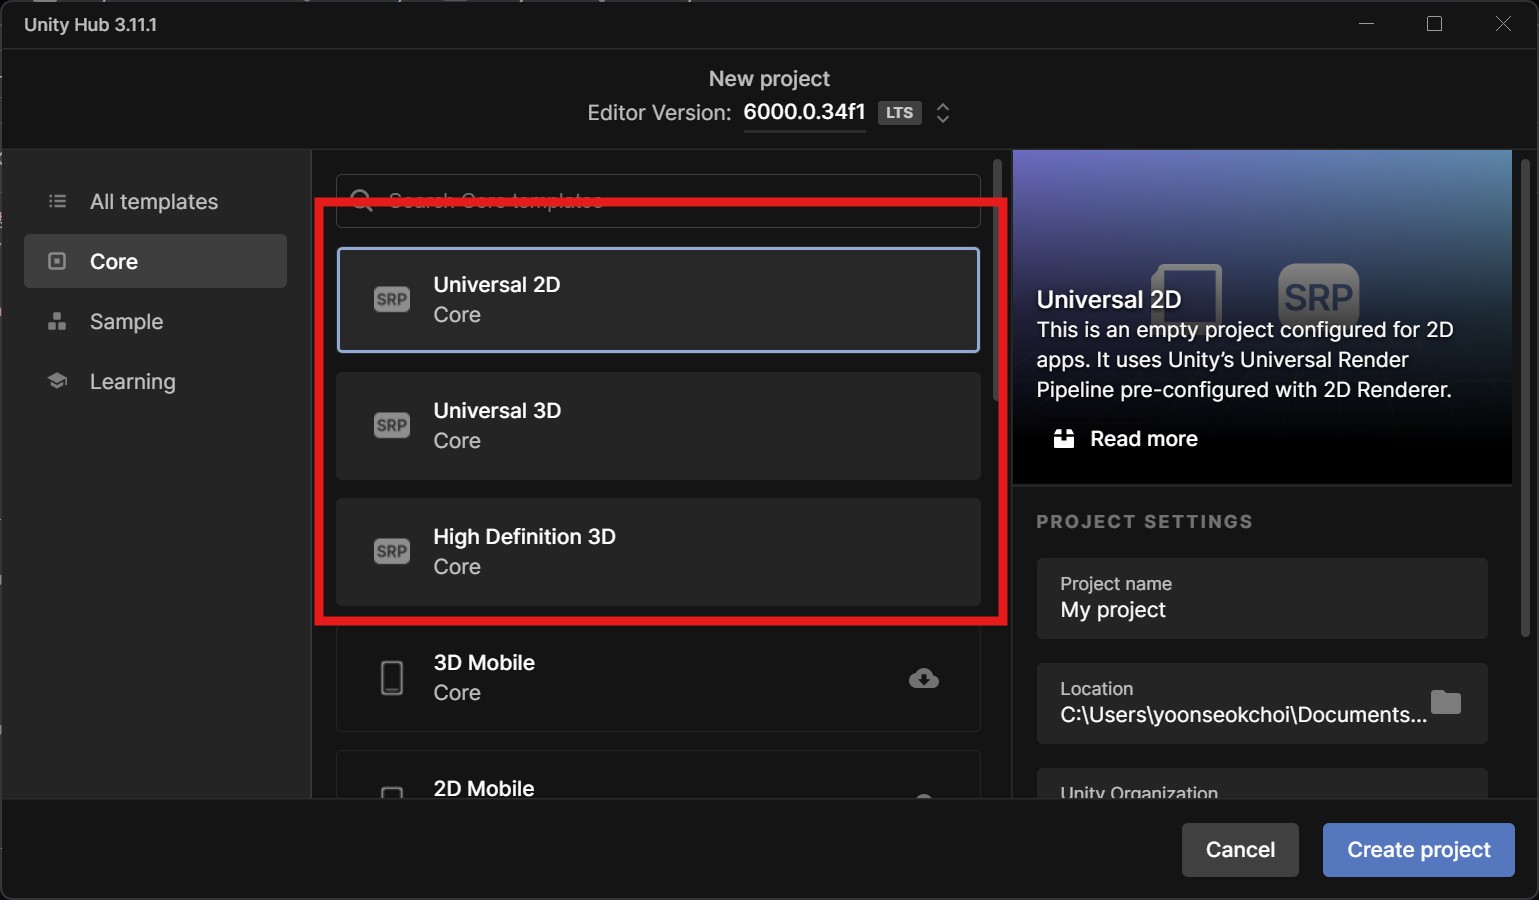 Unity Hub 3.11.1
New project
Editor Version: 6000.0.34f1 LTS
All templates
Core
Sample
Learning
Search Core templates
SRP
Universal 2D
Core
SRP
Universal 3D
Core
SRP
High Definition 3D
Core
3D Mobile
Core
2D Mobile
SRP
Universal 2D
This is an empty project configured for 2D
apps. It uses Unity’s Universal Render
Pipeline pre-configured with 2D Renderer.
Read more
PROJECT SETTINGS
Project name
My project
Location
C:\Users\yoonseokchoi\Documents...
Unity Organization
Cancel
Create project